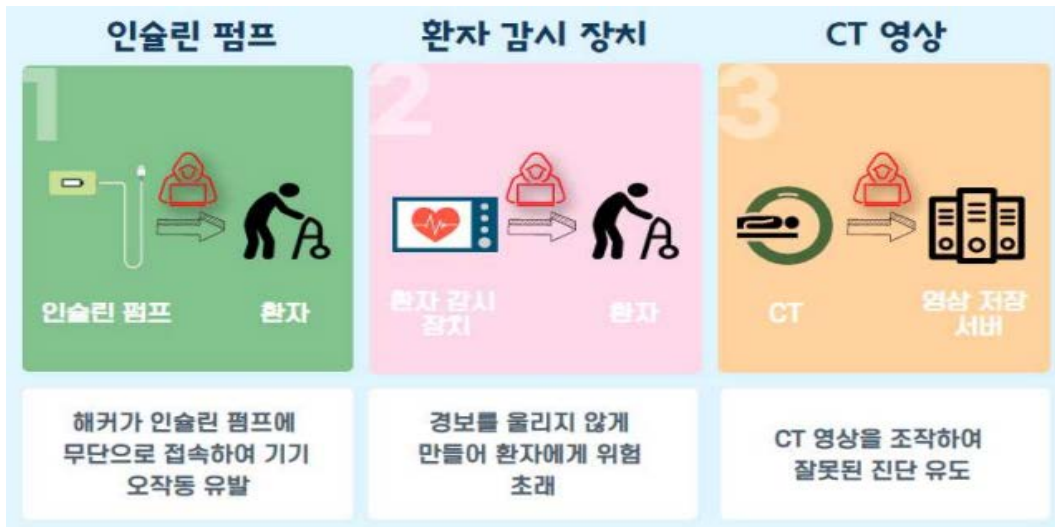 인슐린 펌프
환자 감시 장치
CT 영상
1
인슐린 펌프
환자
2
환자 감시
장치
환자
3
CT
영상 저장
서버
해커가 인슐린 펌프에
무단으로 접속하여 기기
오작동 유발
경보를 울리지 않게
만들어 환자에게 위험
초래
CT 영상을 조작하여
잘못된 진단 유도